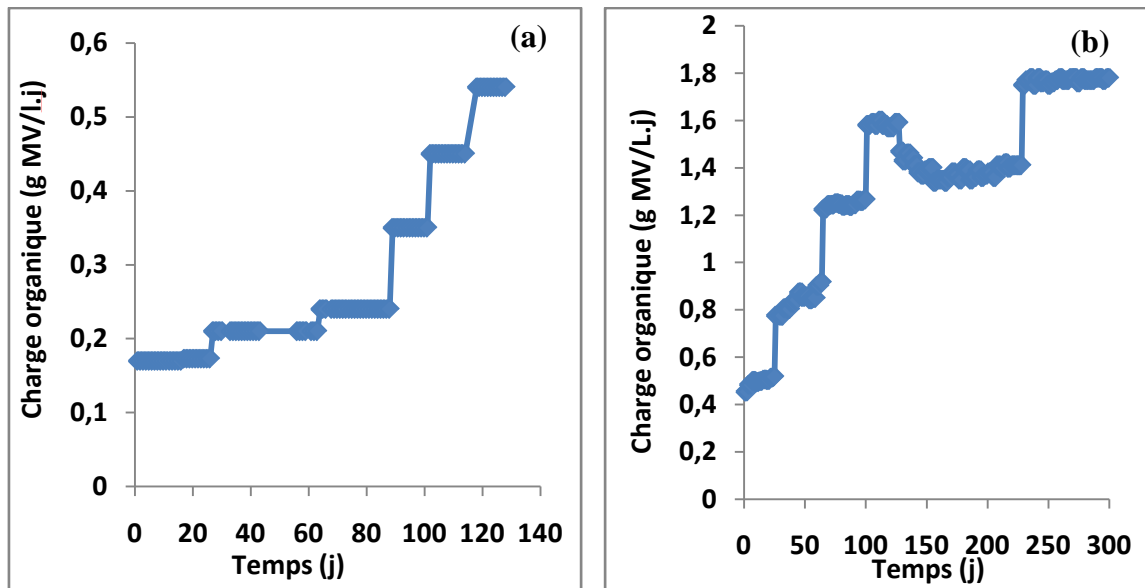 (a)
Charge organique (g MV/l.j)
0,6
0,5
0,4
0,3
0,2
0,1
0
0 20 40 60 80 100 120 140
Temps (j)
(b)
Charge organique (g MV/L.j)
2
1,8
1,6
1,4
1,2
1
0,8
0,6
0,4
0,2
0
0 50 100 150 200 250 300
Temps (j)